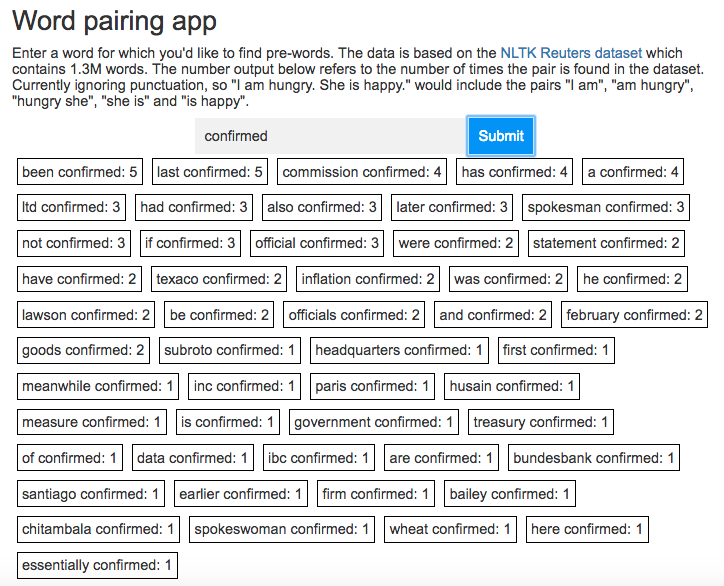 Word pairing app
Enter a word for which you'd like to find pre-words. The data is based on the NLTK Reuters dataset which
contains 1.3M words. The number output below refers to the number of times the pair is found in the dataset.
Currently ignoring punctuation, so "I am hungry. She is happy." would include the pairs "I am", "am hungry",
"hungry she", "she is" and "is happy".
confirmed Submit
been confirmed: 5 last confirmed: 5 commission confirmed: 4 has confirmed: 4 a confirmed: 4
ltd confirmed: 3 had confirmed: 3 also confirmed: 3 later confirmed: 3 spokesman confirmed: 3
not confirmed: 3 if confirmed: 3 official confirmed: 3 were confirmed: 2 statement confirmed: 2
have confirmed: 2 texaco confirmed: 2 inflation confirmed: 2 was confirmed: 2 he confirmed: 2
lawson confirmed: 2 be confirmed: 2 officials confirmed: 2 and confirmed: 2 february confirmed: 2
goods confirmed: 2 subroto confirmed: 1 headquarters confirmed: 1 first confirmed: 1
meanwhile confirmed: 1 inc confirmed: 1 paris confirmed: 1 husain confirmed: 1
measure confirmed: 1 is confirmed: 1 government confirmed: 1 treasury confirmed: 1
of confirmed: 1 data confirmed: 1 ibc confirmed: 1 are confirmed: 1 bundesbank confirmed: 1
santiago confirmed: 1 earlier confirmed: 1 firm confirmed: 1 bailey confirmed: 1
chitambala confirmed: 1 spokeswoman confirmed: 1 wheat confirmed: 1 here confirmed: 1
essentially confirmed: 1